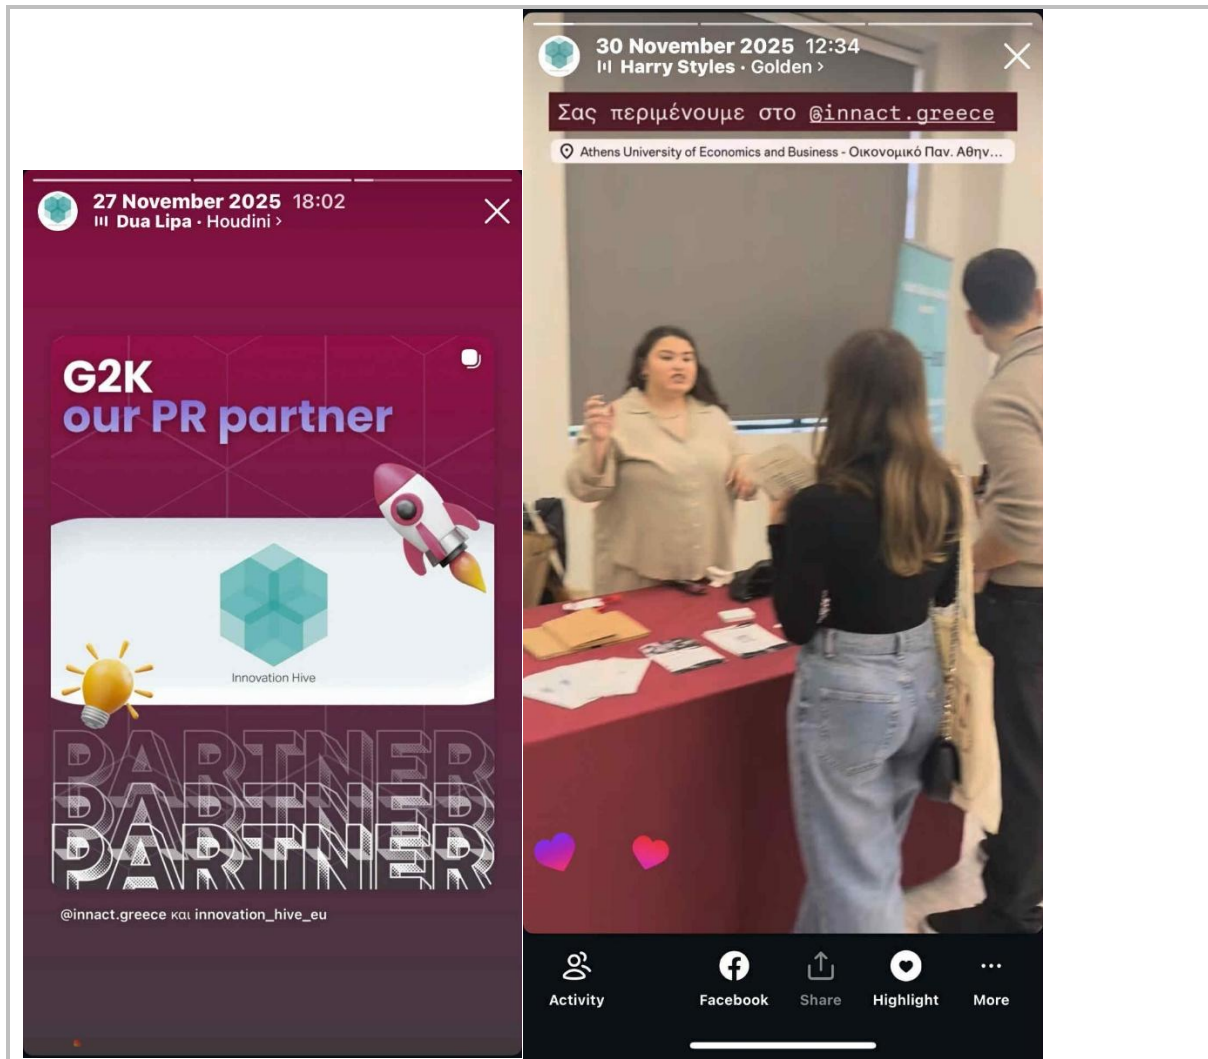 27 November 2025 18:02
Dua Lipa · Houdini >
G2K
our PR partner
Innovation Hive
PARTNER
PARTNER
PARTNER
@innact.greece και innovation_hive_eu
30 November 2025 12:34
Harry Styles · Golden >
Σας περιμένουμε στο @innact.greece
Athens University of Economics and Business - Οικονομικό Παν. Αθην...
Activity
Facebook
Share
Highlight
More